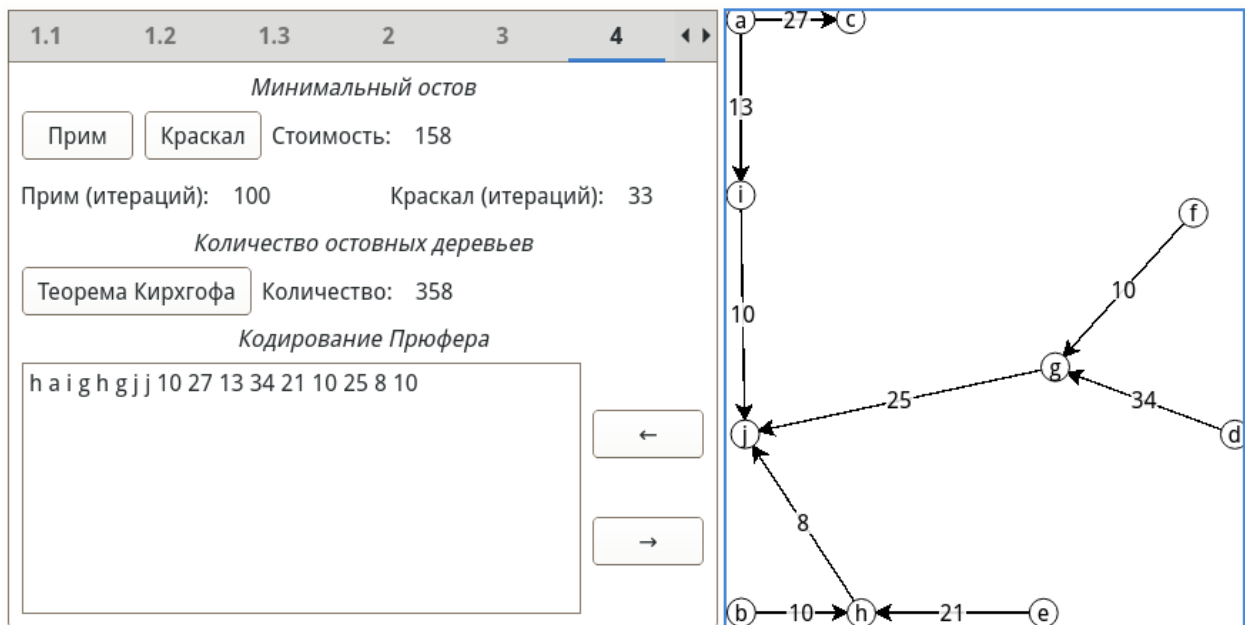 1.1 1.2 1.3 2 3 4
Минимальный остов
Прим Краскал Стоимость: 158
Прим (итераций): 100 Краскал (итераций): 33
Количество остовных деревьев
Теорема Кирхгофа Количество: 358
Кодирование Прюфера
h a i g h g j j 10 27 13 34 21 10 25 8 10
←
→
a 27 c
13
i
f
10
10
g
25
34
j
d
8
b 10 h 21 e